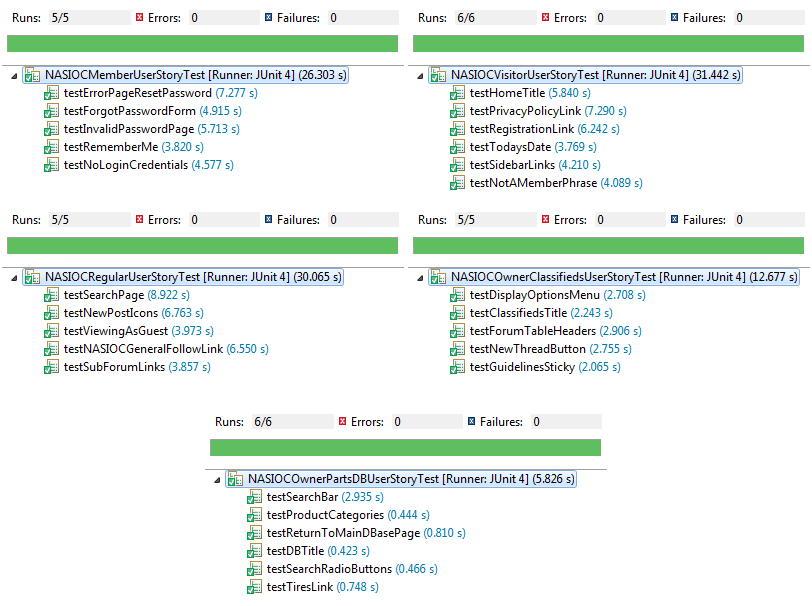 Runs: 5/5 Errors: 0 Failures: 0
NASIOCMemberUserStoryTest [Runner: JUnit 4] (26.303 s)
testErrorPageResetPassword (7.277 s)
testForgotPasswordForm (4.915 s)
testInvalidPasswordPage (5.713 s)
testRememberMe (3.820 s)
testNoLoginCredentials (4.577 s)
Runs: 6/6 Errors: 0 Failures: 0
NASIOCVisitorUserStoryTest [Runner: JUnit 4] (31.442 s)
testHomeTitle (5.840 s)
testPrivacyPolicyLink (7.290 s)
testRegistrationLink (6.242 s)
testTodaysDate (3.769 s)
testSidebarLinks (4.210 s)
testNotAMemberPhrase (4.089 s)
Runs: 5/5 Errors: 0 Failures: 0
NASIOCRegularUserStoryTest [Runner: JUnit 4] (30.065 s)
testSearchPage (8.922 s)
testNewPostIcons (6.763 s)
testViewingAsGuest (3.973 s)
testNASIOCGeneralFollowLink (6.550 s)
testSubForumLinks (3.857 s)
Runs: 5/5 Errors: 0 Failures: 0
NASIOCOwnerClassifiedsUserStoryTest [Runner: JUnit 4] (12.677 s)
testDisplayOptionsMenu (2.708 s)
testClassifiedsTitle (2.243 s)
testForumTableHeaders (2.906 s)
testNewThreadButton (2.755 s)
testGuidelinesSticky (2.065 s)
Runs: 6/6 Errors: 0 Failures: 0
NASIOCOwnerPartsDBUserStoryTest [Runner: JUnit 4] (5.826 s)
testSearchBar (2.935 s)
testProductCategories (0.444 s)
testReturnToMainDBasePage (0.810 s)
testDBTitle (0.423 s)
testSearchRadioButtons (0.466 s)
testTiresLink (0.748 s)